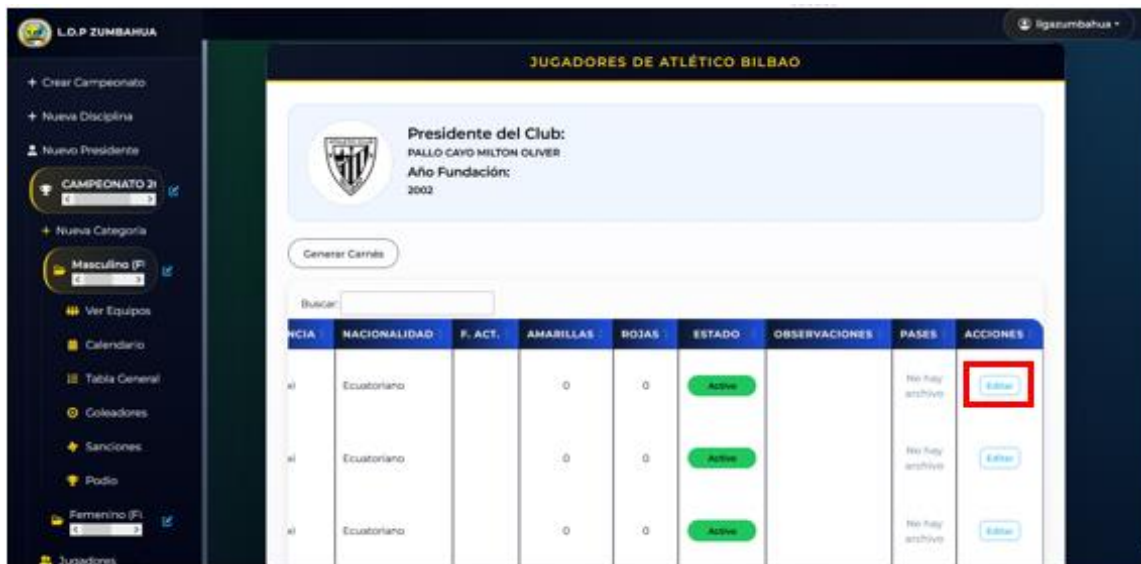 L.D.P ZUMBAHUA
ligazumbahua
+ Crear Campeonato
+ Nueva Disciplina
Nuevo Presidente
CAMPEONATO 2
+ Nueva Categoría
Masculino (F
Ver Equipos
Calendario
Tabla General
Goleadores
Sanciones
Podio
Femenino (F
Jugadores
JUGADORES DE ATLÉTICO BILBAO
Presidente del Club:
PALLO CAYO MILTON OLIVER
Año Fundación:
2002
Generar Carnés
Buscar:
NCIA NACIONALIDAD F. ACT. AMARILLAS ROJAS ESTADO OBSERVACIONES PASES ACCIONES
Ecuatoriano 0 0 Activo No hay archivo Editar
Ecuatoriano 0 0 Activo No hay archivo Editar
Ecuatoriano 0 0 Activo No hay archivo Editar